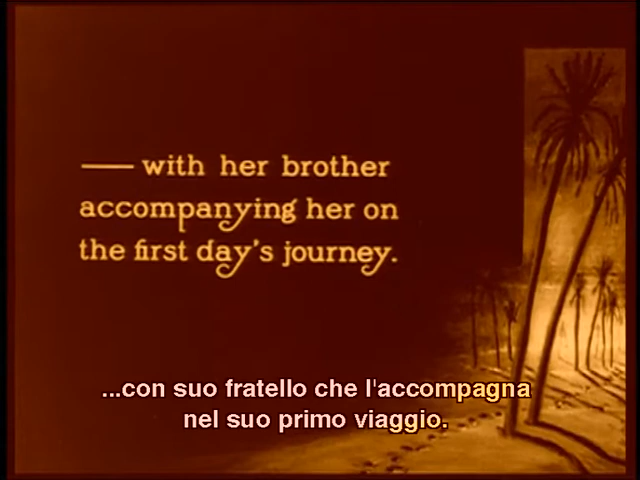 —— with her brother
accompanying her on
the first day's journey.
...con suo fratello che l'accompagna
nel suo primo viaggio.